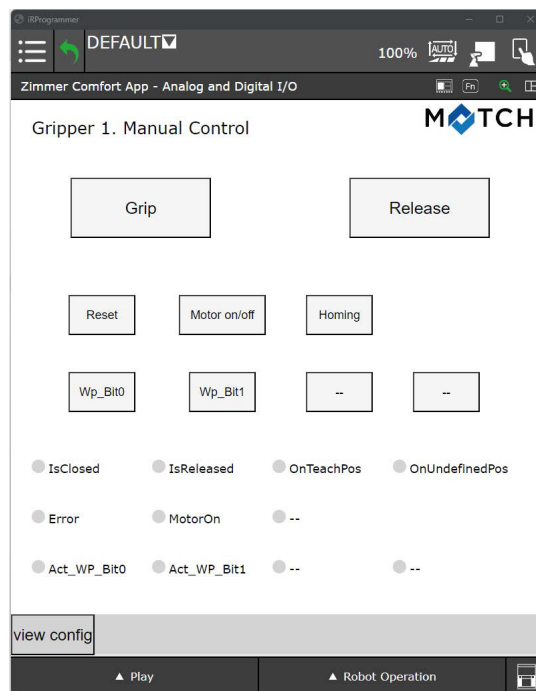 iRProgrammer
DEFAULT
100% AUTO
Zimmer Comfort App - Analog and Digital I/O
Fn
Gripper 1. Manual Control
MATCH
Grip
Release
Reset
Motor on/off
Homing
Wp_Bit0
Wp_Bit1
--
--
IsClosed
IsReleased
OnTeachPos
OnUndefinedPos
Error
MotorOn
--
Act_WP_Bit0
Act_WP_Bit1
--
--
view config
▲ Play
▲ Robot Operation